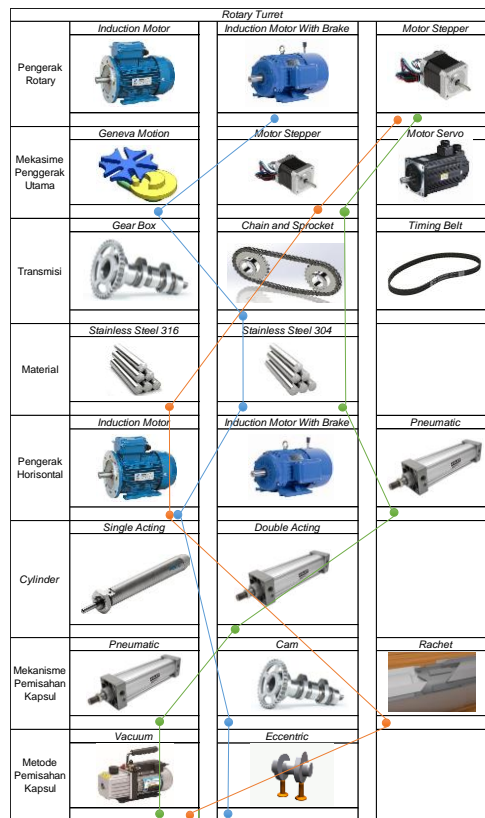 Rotary Turret
Induction Motor
Induction Motor With Brake
Motor Stepper
Pengerak
Rotary
Geneva Motion
Motor Stepper
Motor Servo
Mekasime
Penggerak
Utama
Gear Box
Chain and Sprocket
Timing Belt
Transmisi
Stainless Steel 316
Stainless Steel 304
Material
Induction Motor
Induction Motor With Brake
Pneumatic
Pengerak
Horisontal
Single Acting
Double Acting
Cylinder
Pneumatic
Cam
Rachet
Mekanisme
Pemisahan
Kapsul
Vacuum
Eccentric
Metode
Pemisahan
Kapsul